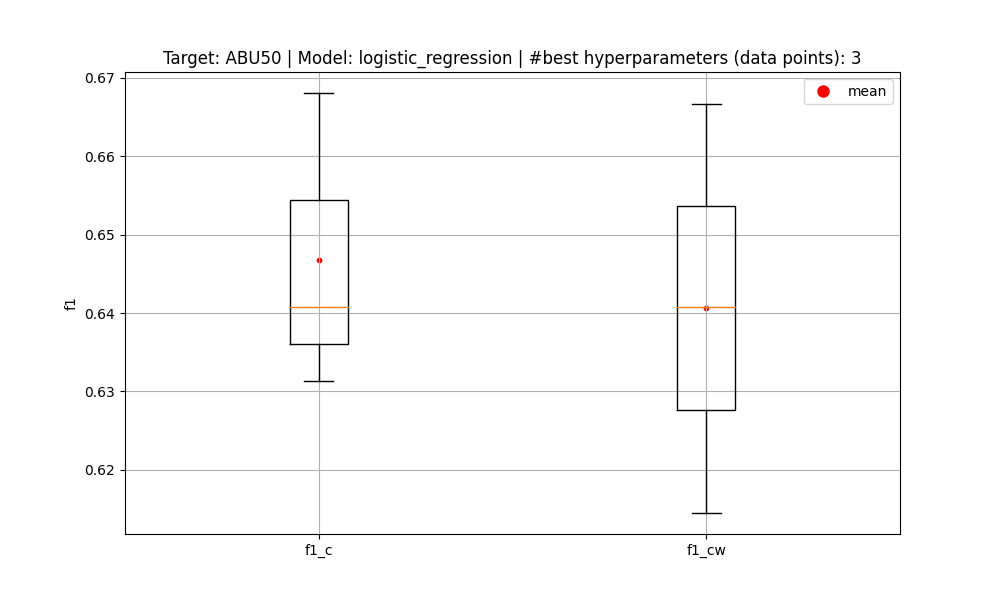 Target: ABU50 | Model: logistic_regression | #best hyperparameters (data points): 3
mean
0.67
0.66
0.65
0.64
0.63
0.62
f1
f1_c
f1_cw